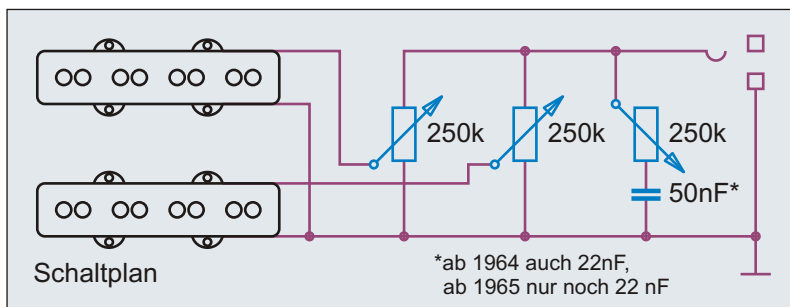 250k
250k
250k
50nF*
Schaltplan
*ab 1964 auch 22nF,
ab 1965 nur noch 22 nF